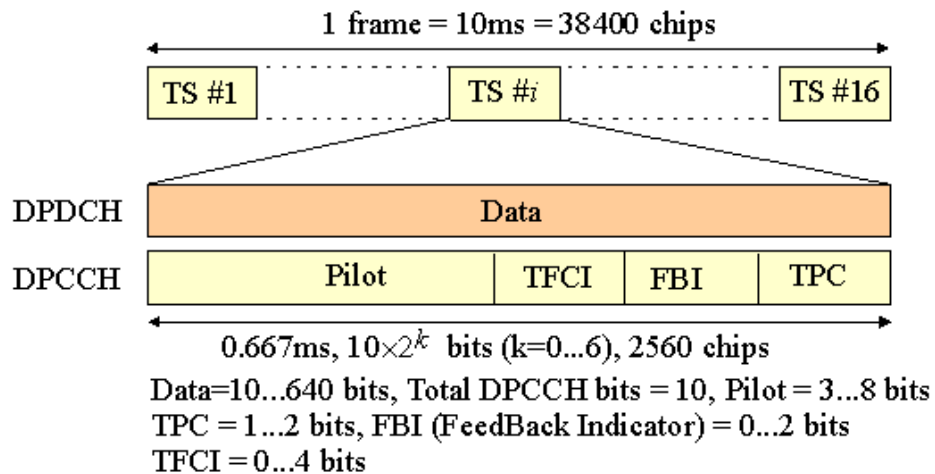 1 frame = 10ms = 38400 chips
TS #1 TS #i TS #16
DPDCH Data
DPCCH Pilot TFCI FBI TPC
0.667ms, 10×2^k bits (k=0...6), 2560 chips
Data=10...640 bits, Total DPCCH bits = 10, Pilot = 3...8 bits
TPC = 1...2 bits, FBI (FeedBack Indicator) = 0...2 bits
TFCI = 0...4 bits